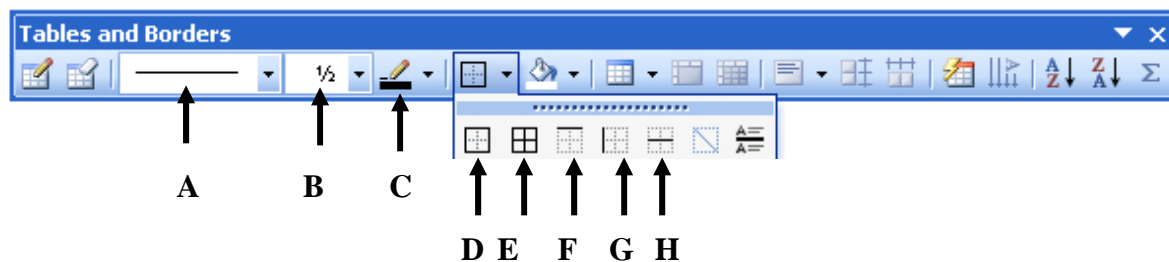 Tables and Borders
½
A Z Z A Σ
A A
A B C
D E F G H